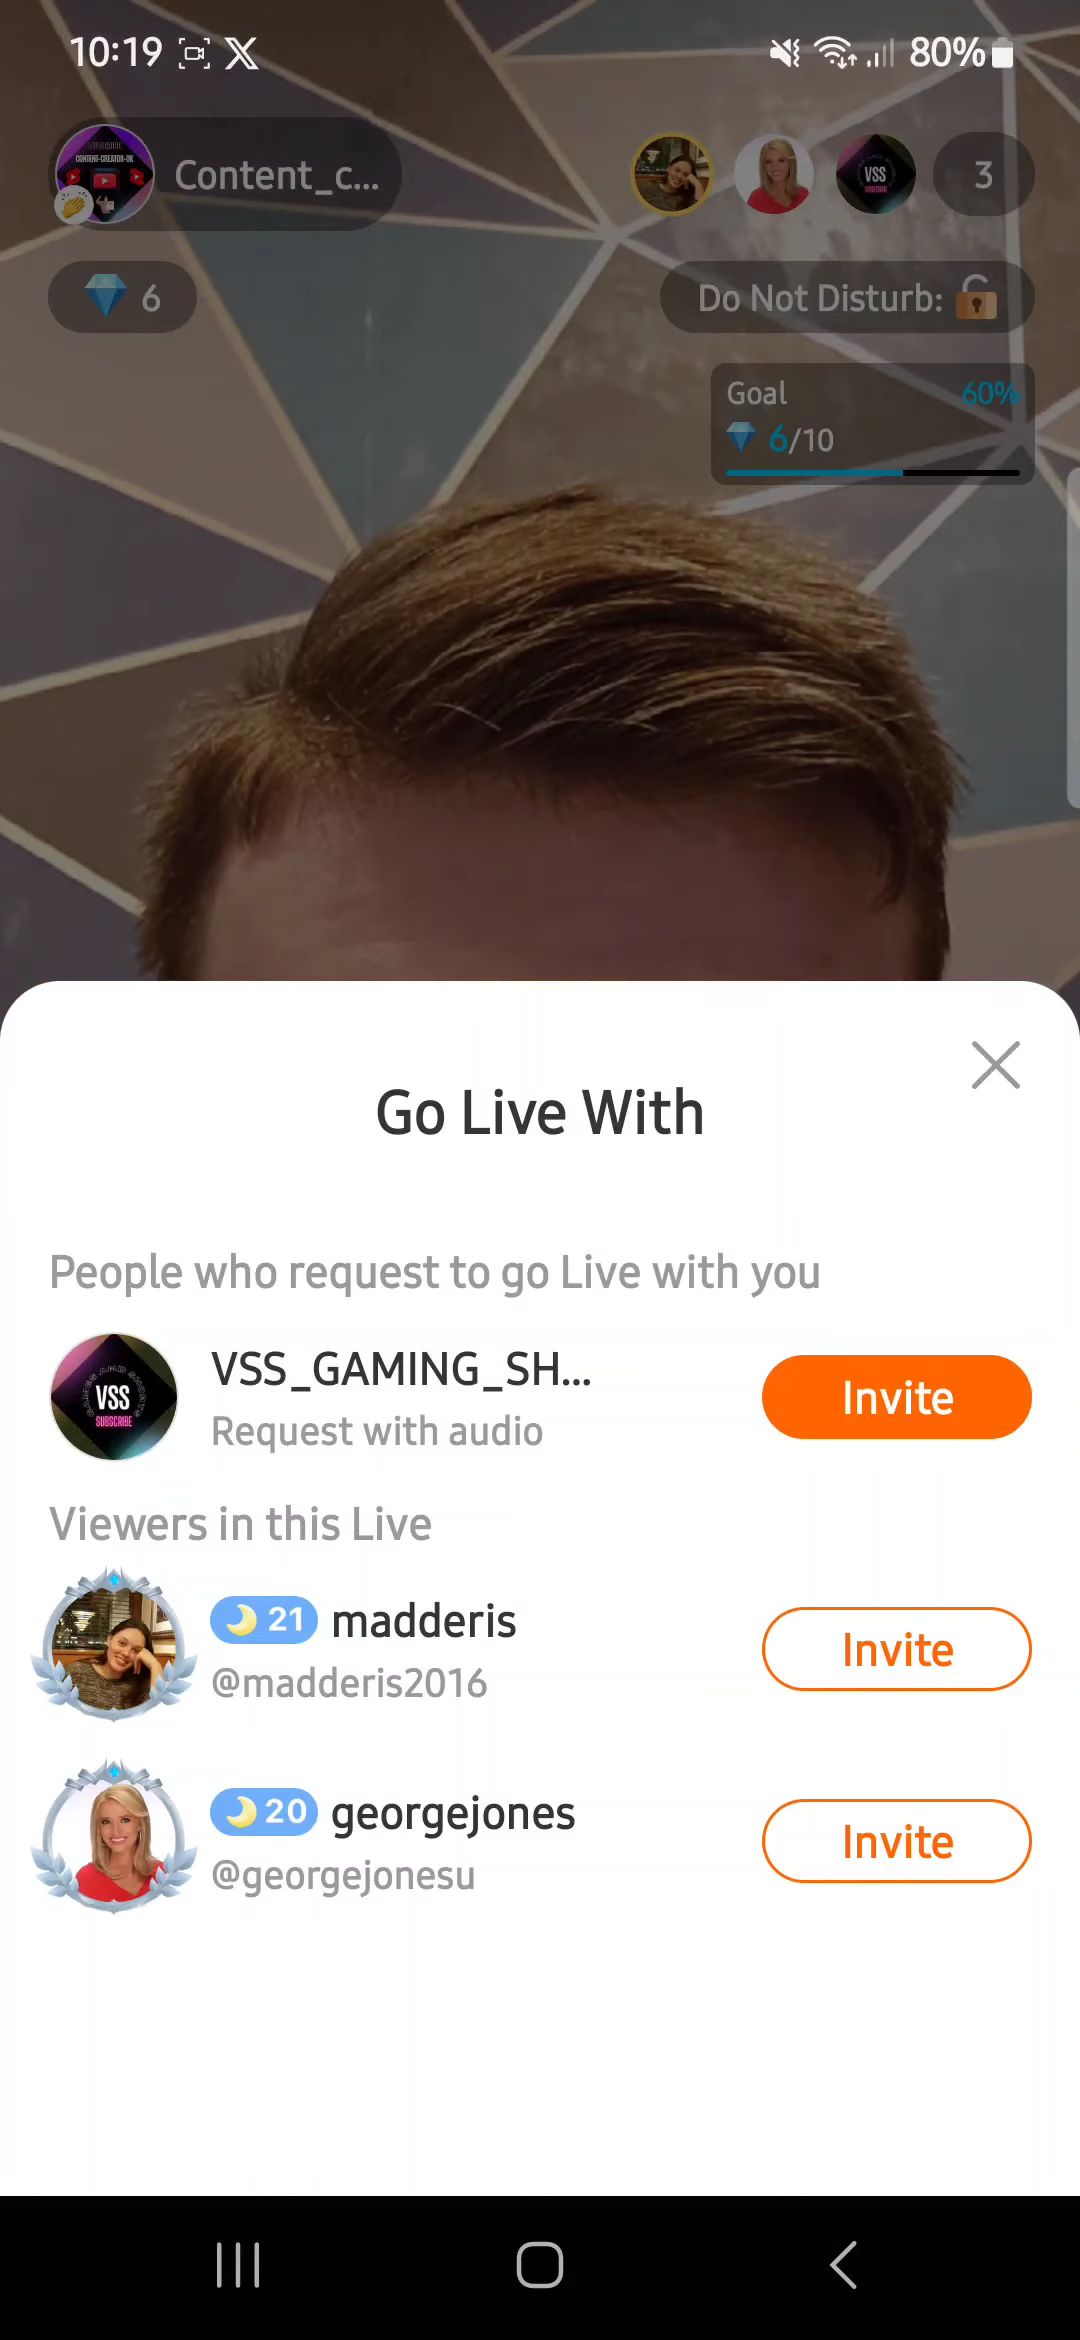 10:19
80%
Content_c...
3
6
Do Not Disturb:
Goal 60%
6/10
Go Live With
People who request to go Live with you
VSS
SUBSCRIBE
VSS_GAMING_SH...
Request with audio
Invite
Viewers in this Live
21 madderis
@madderis2016
Invite
20 georgejones
@georgejonesu
Invite